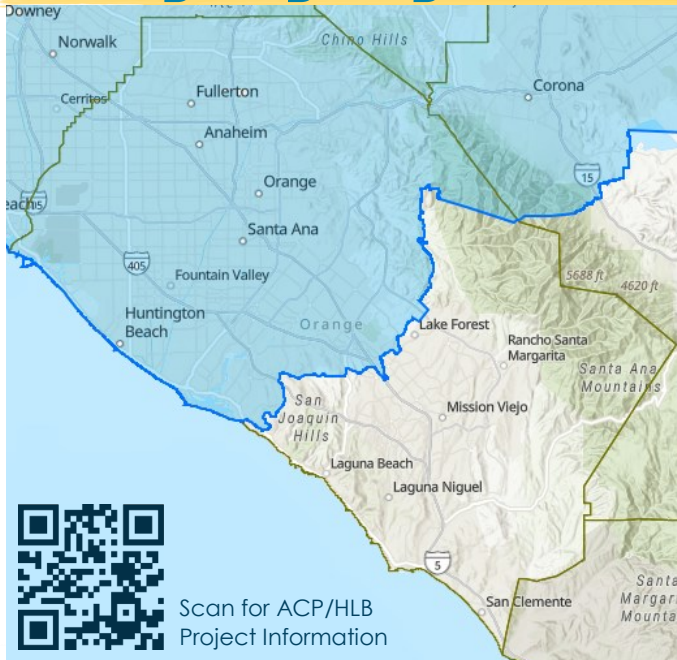 Downey
Norwalk
Chino Hills
Cerritos
Fullerton
Corona
Anaheim
15
Orange
each
Santa Ana
405
Fountain Valley
5688 ft
4620 ft
Huntington
Beach
Orange
Lake Forest
Rancho Santa
Margarita
Santa Ana
Mountains
San
Joaquin
Hills
Mission Viejo
Laguna Beach
Laguna Niguel
5
San Clemente
Santa
Margari
Mounta
Scan for ACP/HLB
Project Information